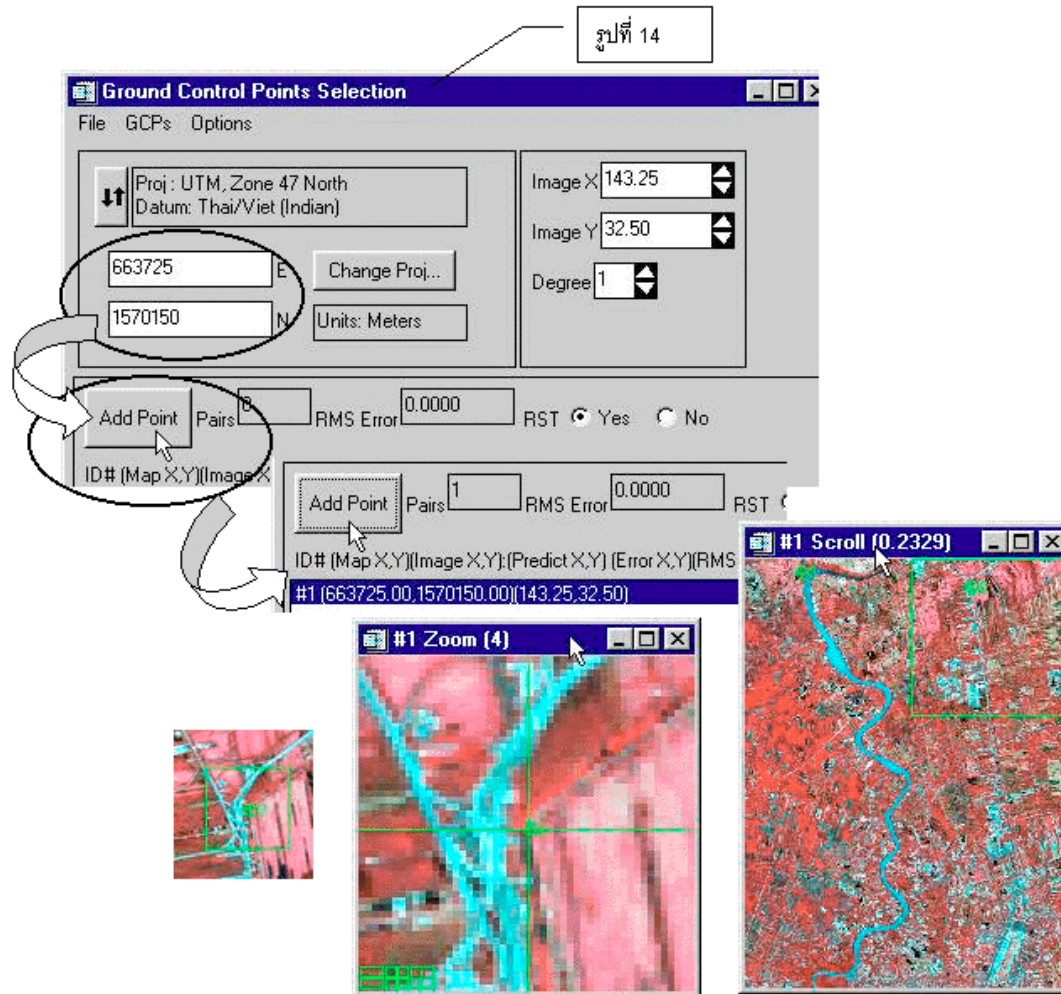 รูปที่ 14
Ground Control Points Selection
File GCPs Options
Proj : UTM, Zone 47 North
Datum: Thai/Viet (Indian)
663725 E
Change Proj...
1570150 N
Units: Meters
Image X 143.25
Image Y 32.50
Degree 1
Add Point Pairs 0 RMS Error 0.0000 RST Yes No
ID# (Map X,Y)(Image X
Add Point Pairs 1 RMS Error 0.0000 RST
ID# (Map X,Y)(Image X,Y):(Predict X,Y) (Error X,Y)(RMS
#1 (663725.00,1570150.00)(143.25,32.50)
#1 Scroll (0.2329)
#1 Zoom (4)